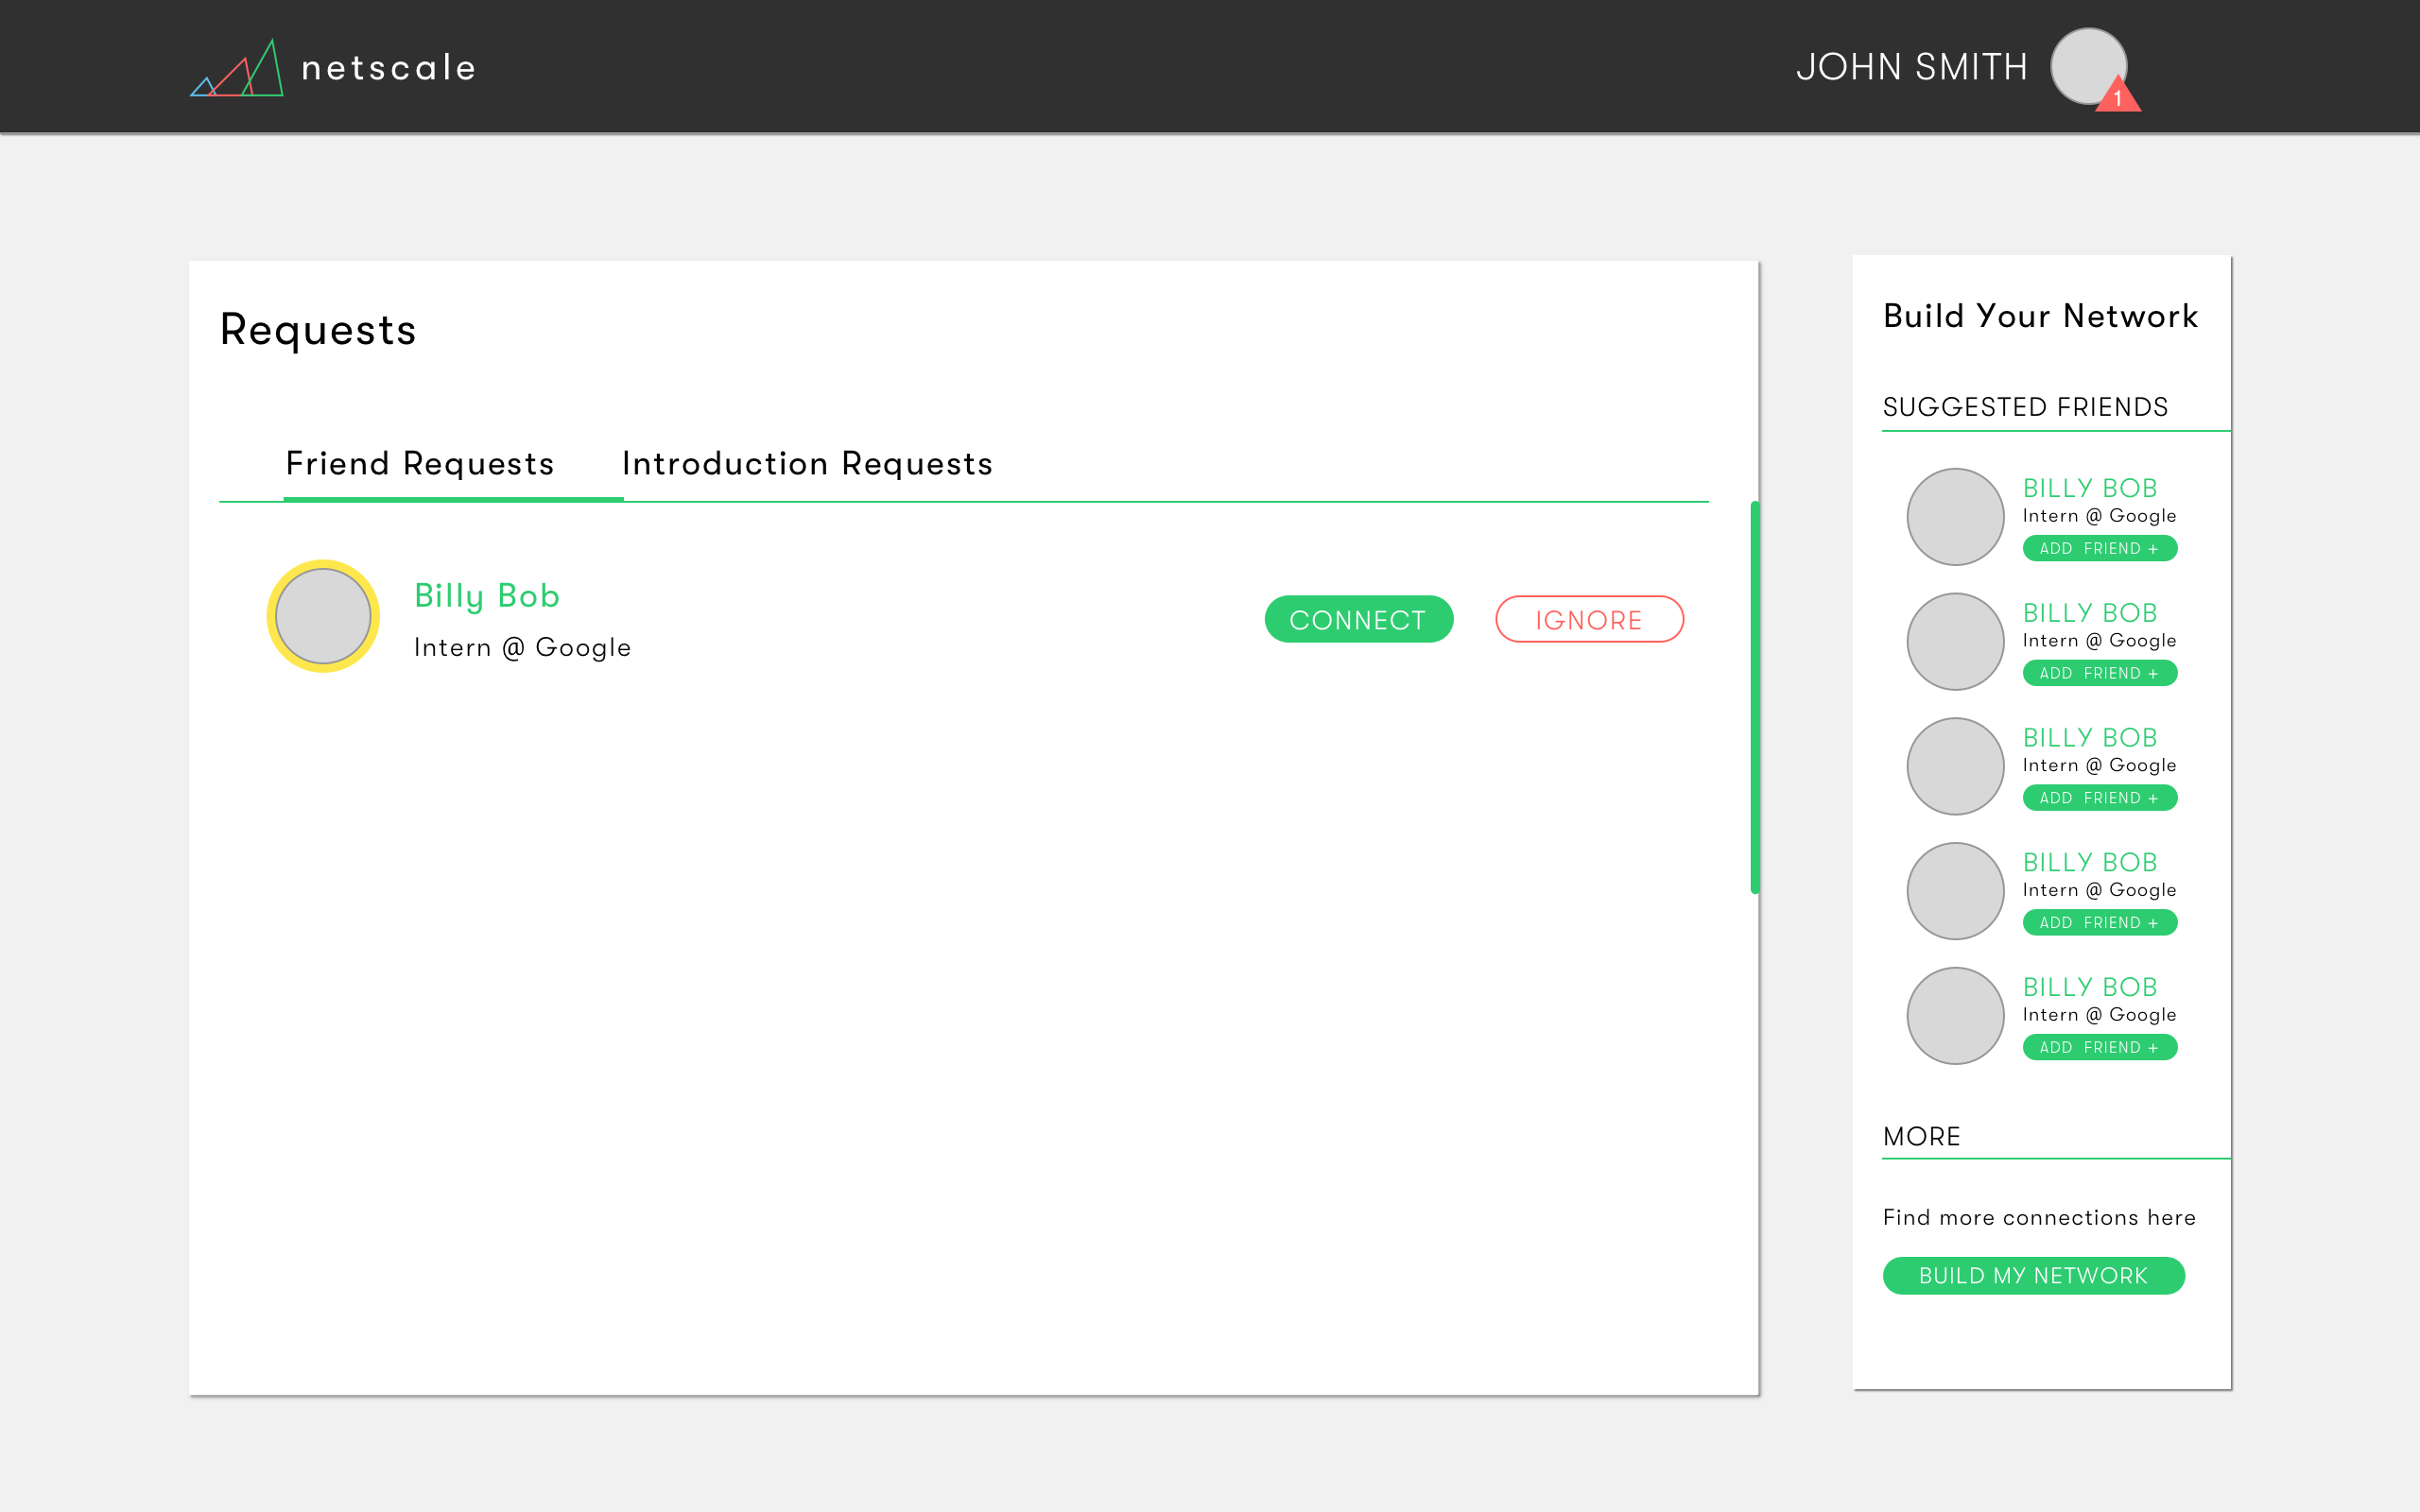 netscale
JOHN SMITH
1
Requests
Friend Requests
Introduction Requests
Billy Bob
Intern @ Google
CONNECT
IGNORE
Build Your Network
SUGGESTED FRIENDS
BILLY BOB
Intern @ Google
ADD FRIEND +
BILLY BOB
Intern @ Google
ADD FRIEND +
BILLY BOB
Intern @ Google
ADD FRIEND +
BILLY BOB
Intern @ Google
ADD FRIEND +
BILLY BOB
Intern @ Google
ADD FRIEND +
MORE
Find more connections here
BUILD MY NETWORK